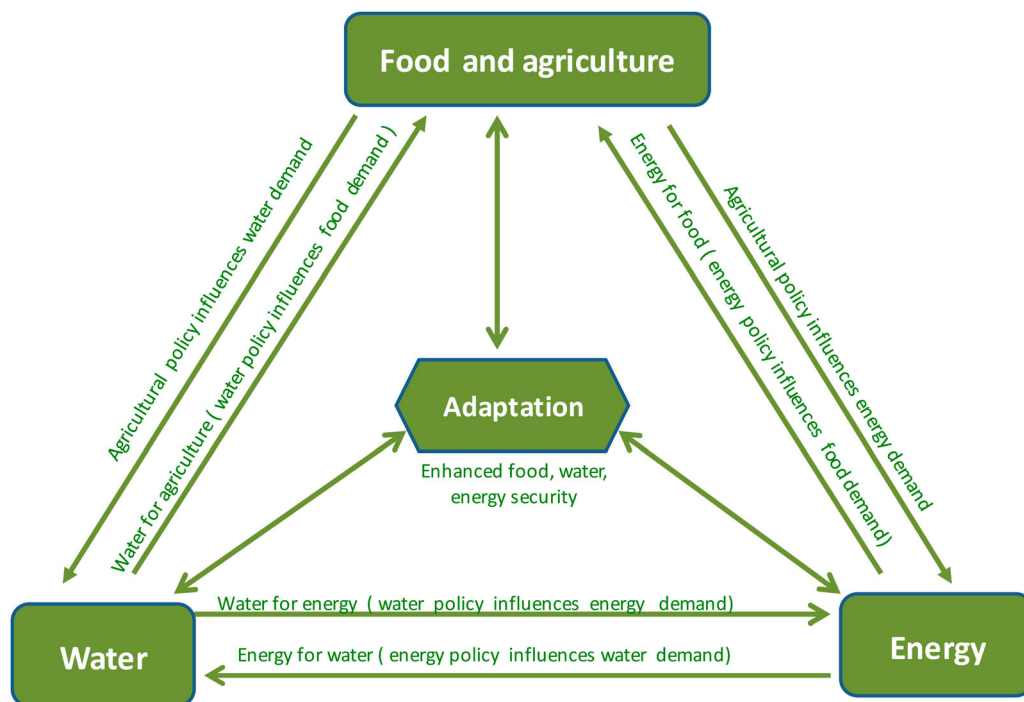 Food and agriculture
Agricultural policy influences water demand
Water for agriculture ( water policy influences food demand )
Energy for food ( energy policy influences food demand)
Agricultural policy influences energy demand
Adaptation
Enhanced food, water,
energy security
Water for energy ( water policy influences energy demand)
Water
Energy
Energy for water ( energy policy influences water demand)